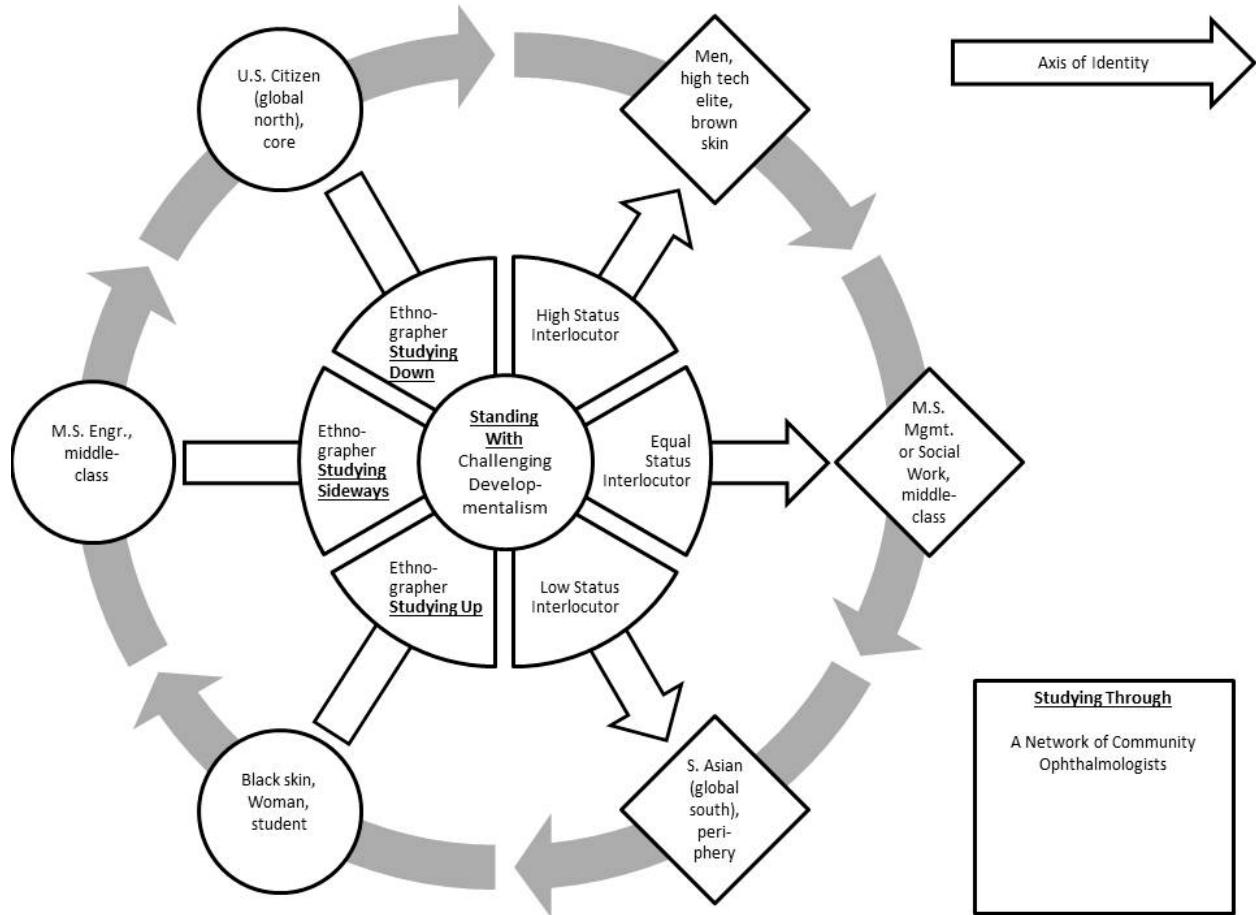 U.S. Citizen
(global
north),
core
Men,
high tech
elite,
brown
skin
Axis of Identity
Ethno-
grapher
Studying
Down
High Status
Interlocutor
M.S. Engr.,
middle-
class
Ethno-
grapher
Studying
Sideways
Standing
With
Challenging
Develop-
mentalism
Equal
Status
Interlocutor
M.S.
Mgmt.
or Social
Work,
middle-
class
Ethno-
grapher
Studying Up
Low Status
Interlocutor
Black skin,
Woman,
student
S. Asian
(global
south),
peri-
phery
Studying Through
A Network of Community
Ophthalmologists